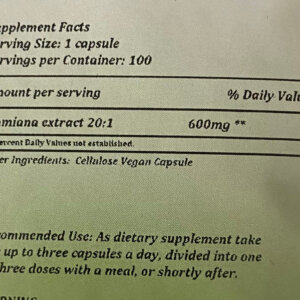 pplement Facts
rving Size: 1 capsule
rvings per Container: 100
nount per serving % Daily Valu
miana extract 20:1 600mg **
ercent Daily Values not established.
er Ingredients: Cellulose Vegan Capsule
commended Use: As dietary supplement take
up to three capsules a day, divided into one
hree doses with a meal, or shortly after.